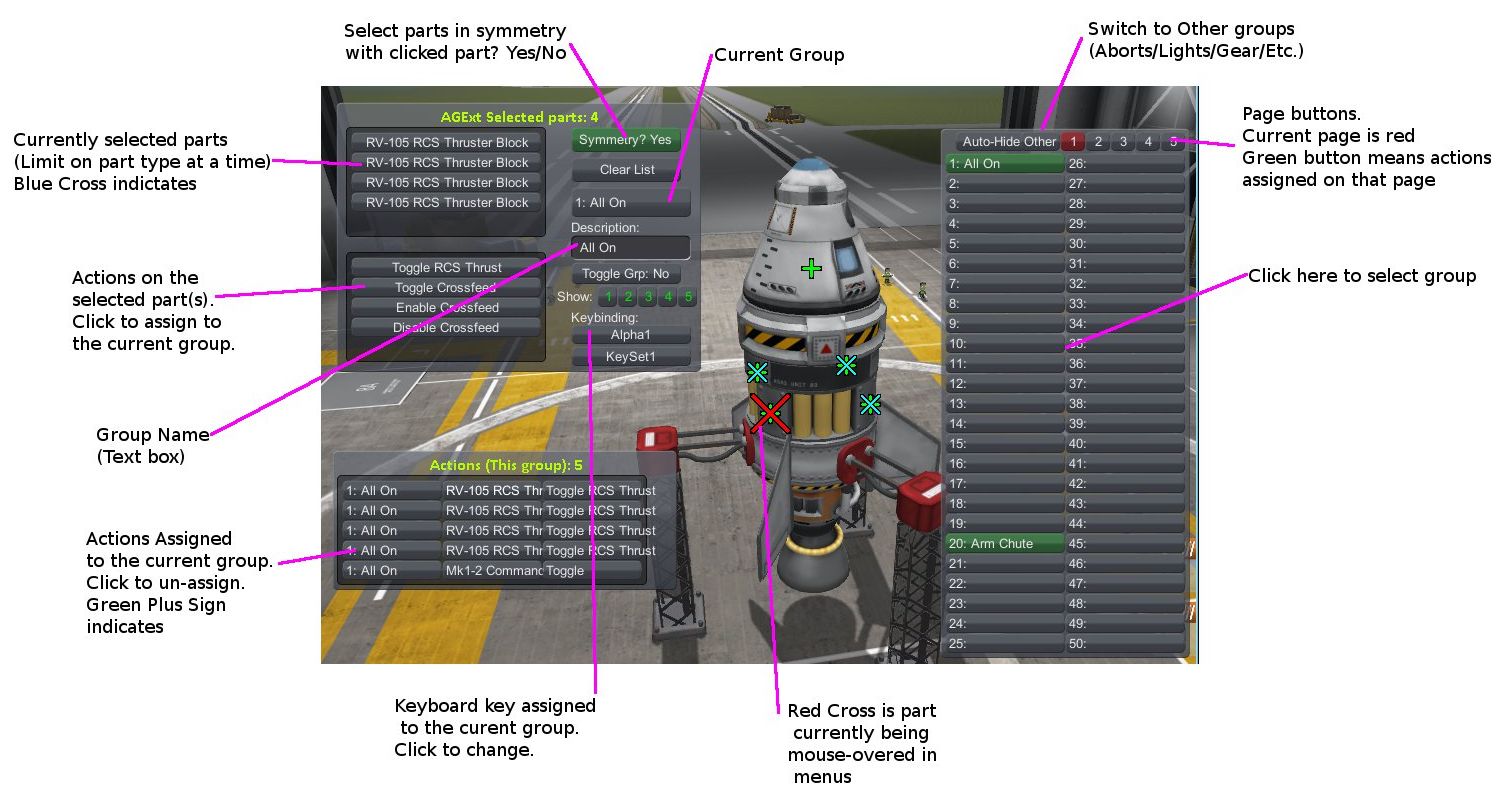 Select parts in symmetry
with clicked part? Yes/No
Current Group
Switch to Other groups
(Aborts/Lights/Gear/Etc.)
Currently selected parts
(Limit on part type at a time)
Blue Cross indictates
Page buttons.
Current page is red
Green button means actions
assigned on that page
AGExt Selected parts: 4
RV-105 RCS Thruster Block
RV-105 RCS Thruster Block
RV-105 RCS Thruster Block
RV-105 RCS Thruster Block
Symmetry? Yes
Clear List
1: All On
Description:
All On
Toggle Grp: No
Show: 1 2 3 4 5
Keybinding:
Alpha1
KeySet1
Toggle RCS Thrust
Toggle Crossfeed
Enable Crossfeed
Disable Crossfeed
Actions on the
selected part(s).
Click to assign to
the current group.
Group Name
(Text box)
Auto-Hide Other 1 2 3 4 5
1: All On 26:
2: 27:
3: 28:
4: 29:
5: 30:
6: 31:
7: 32:
8: 33:
9: 34:
10: 35:
11: 36:
12: 37:
13: 38:
14: 39:
15: 40:
16: 41:
17: 42:
18: 43:
19: 44:
20: Arm Chute 45:
21: 46:
22: 47:
23: 48:
24: 49:
25: 50:
Click here to select group
Actions (This group): 5
1: All On RV-105 RCS Thr Toggle RCS Thrust
1: All On RV-105 RCS Thr Toggle RCS Thrust
1: All On RV-105 RCS Thr Toggle RCS Thrust
1: All On RV-105 RCS Thr Toggle RCS Thrust
1: All On Mk1-2 Command Toggle
Actions Assigned
to the current group.
Click to un-assign.
Green Plus Sign
indicates
Keyboard key assigned
to the curent group.
Click to change.
Red Cross is part
currently being
mouse-overed in
menus